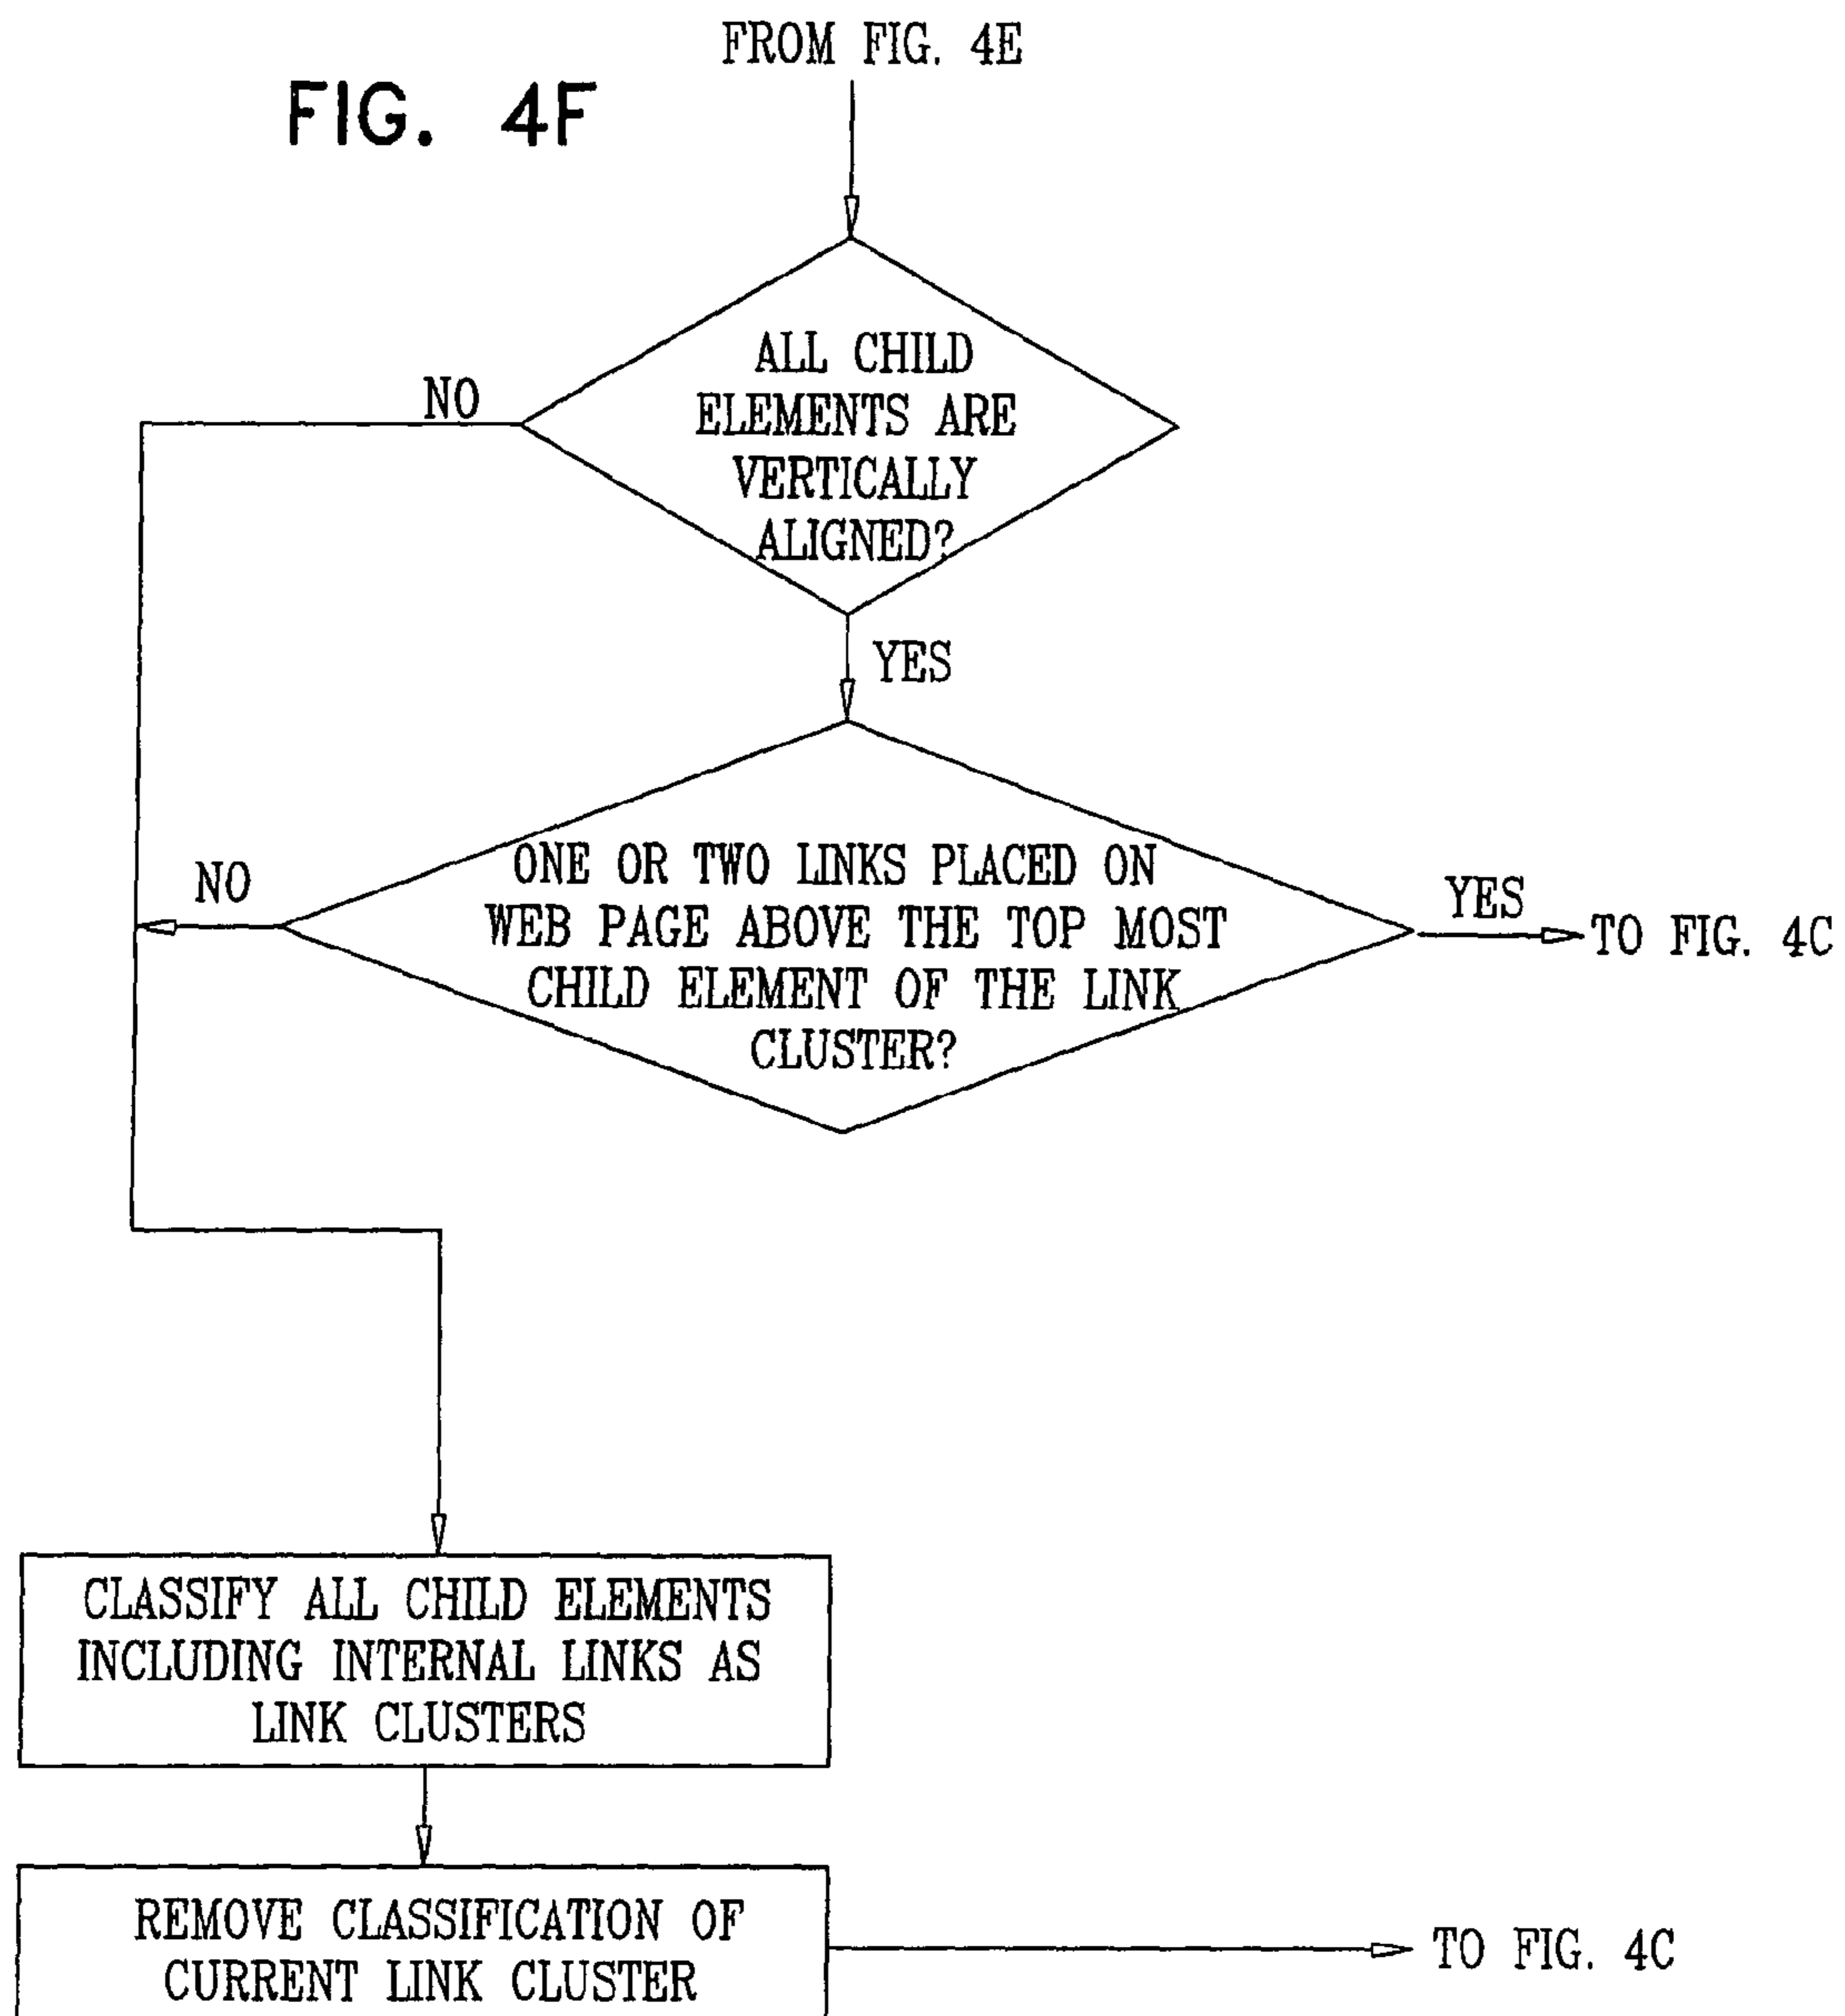 FROM FIG. 4E
FIG. 4F
ALL CHILD
ELEMENTS ARE
VERTICALLY
ALIGNED?
NO
YES
ONE OR TWO LINKS PLACED ON
WEB PAGE ABOVE THE TOP MOST
CHILD ELEMENT OF THE LINK
CLUSTER?
NO
YES
TO FIG. 4C
CLASSIFY ALL CHILD ELEMENTS
INCLUDING INTERNAL LINKS AS
LINK CLUSTERS
REMOVE CLASSIFICATION OF
CURRENT LINK CLUSTER
TO FIG. 4C